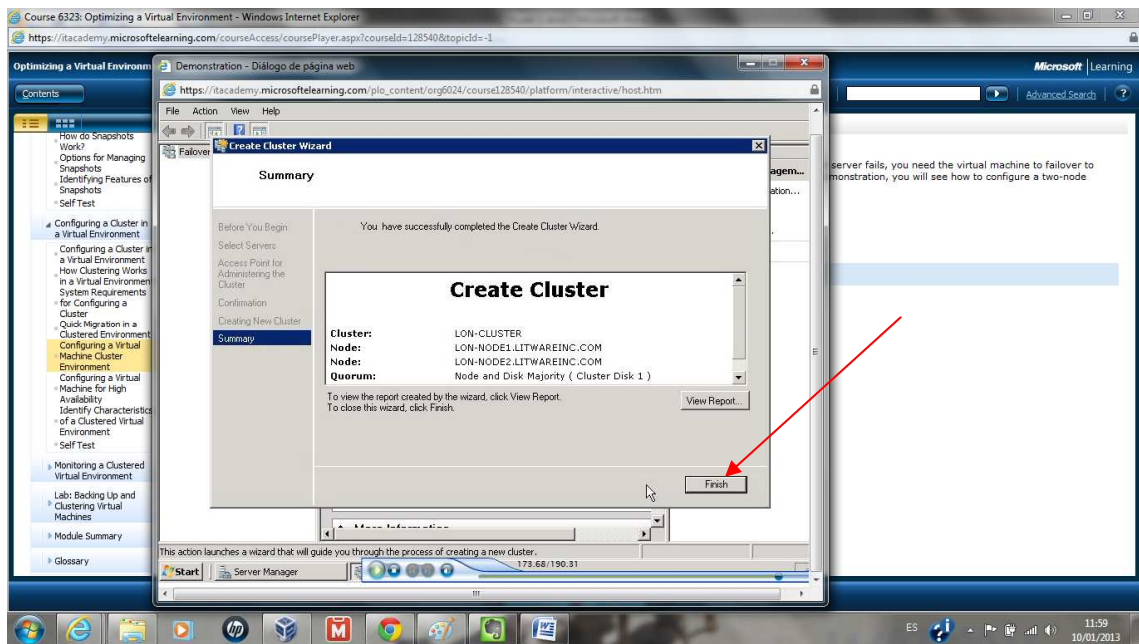 Course 6323: Optimizing a Virtual Environment - Windows Internet Explorer
https://itacademy.microsoftelearning.com/courseAccess/coursePlayer.aspx?courseId=128540&topicId=-1
Optimizing a Virtual Environm
Microsoft Learning
Contents
Advanced Search
?
How do Snapshots
Work?
Options for Managing
Snapshots
Identifying Features of
Snapshots
Self Test
Configuring a Cluster in
a Virtual Environment
Configuring a Cluster in
a Virtual Environment
How Clustering Works
in a Virtual Environment
System Requirements
for Configuring a
Cluster
Quick Migration in a
Clustered Environment
Configuring a Virtual
Machine Cluster
Environment
Configuring a Virtual
Machine for High
Availability
Identify Characteristics
of a Clustered Virtual
Environment
Self Test
Monitoring a Clustered
Virtual Environment
Lab: Backing Up and
Clustering Virtual
Machines
Module Summary
Glossary
Demonstration - Diálogo de página web
https://itacademy.microsoftelearning.com/plo_content/org6024/course128540/platform/interactive/host.htm
File Action View Help
Failover
Create Cluster Wizard
Summary
Before You Begin
Select Servers
Access Point for
Administering the
Cluster
Confirmation
Creating New Cluster
Summary
You have successfully completed the Create Cluster Wizard.
Create Cluster
Cluster: LON-CLUSTER
Node: LON-NODE1.LITWAREINC.COM
Node: LON-NODE2.LITWAREINC.COM
Quorum: Node and Disk Majority ( Cluster Disk 1 )
To view the report created by the wizard, click View Report.
To close this wizard, click Finish.
View Report...
Finish
agem...
ation...
More Information
This action launches a wizard that will guide you through the process of creating a new cluster.
Start
Server Manager
173.68/190.31
server fails, you need the virtual machine to failover to
monstration, you will see how to configure a two-node
ES
11:59
10/01/2013